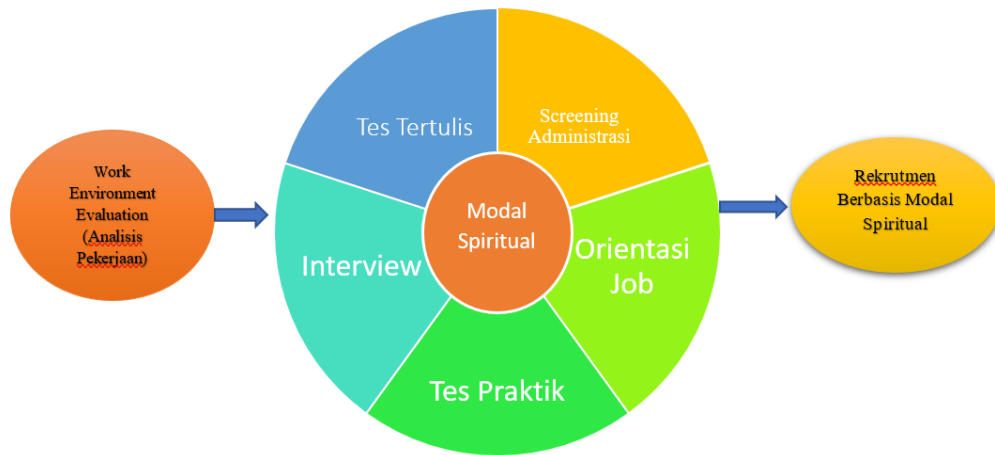 Work
Environment
Evaluation
(Analisis
Pekerjaan)
Tes Tertulis
Screening
Administrasi
Modal
Spiritual
Interview
Orientasi
Job
Tes Praktik
Rekrutmen
Berbasis Modal
Spiritual